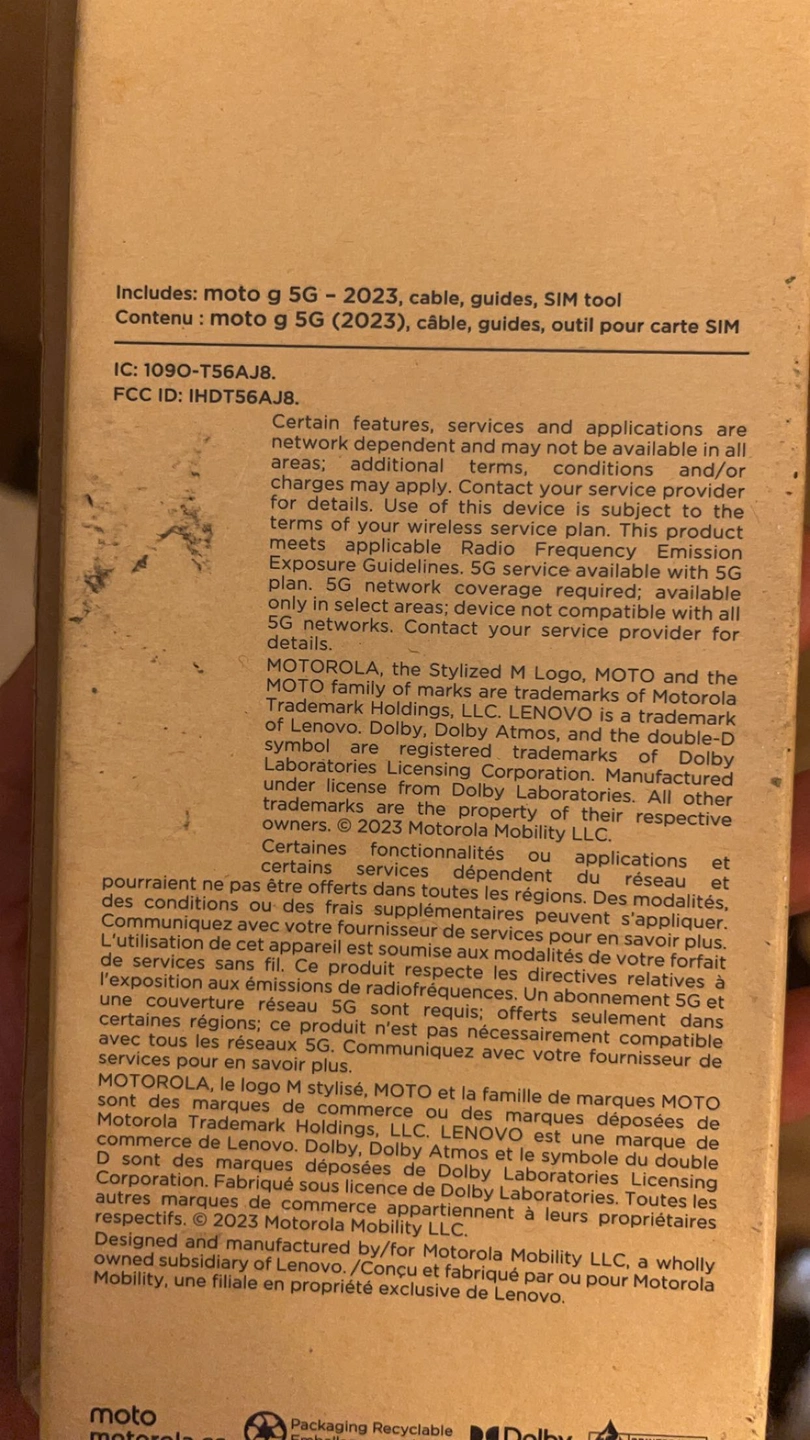 Includes: moto g 5G – 2023, cable, guides, SIM tool
Contenu : moto g 5G (2023), câble, guides, outil pour carte SIM
IC: 109O-T56AJ8.
FCC ID: IHDT56AJ8.
Certain features, services and applications are
network dependent and may not be available in all
areas; additional terms, conditions and/or
charges may apply. Contact your service provider
for details. Use of this device is subject to the
terms of your wireless service plan. This product
meets applicable Radio Frequency Emission
Exposure Guidelines. 5G service available with 5G
plan. 5G network coverage required; available
only in select areas; device not compatible with all
5G networks. Contact your service provider for
details.
MOTOROLA, the Stylized M Logo, MOTO and the
MOTO family of marks are trademarks of Motorola
Trademark Holdings, LLC. LENOVO is a trademark
of Lenovo. Dolby, Dolby Atmos, and the double-D
symbol are registered trademarks of Dolby
Laboratories Licensing Corporation. Manufactured
under license from Dolby Laboratories. All other
trademarks are the property of their respective
owners. © 2023 Motorola Mobility LLC.
Certaines fonctionnalités ou applications et
certains services dépendent du réseau et
pourraient ne pas être offerts dans toutes les régions. Des modalités,
des conditions ou des frais supplémentaires peuvent s'appliquer.
Communiquez avec votre fournisseur de services pour en savoir plus.
L'utilisation de cet appareil est soumise aux modalités de votre forfait
de services sans fil. Ce produit respecte les directives relatives à
l'exposition aux émissions de radiofréquences. Un abonnement 5G et
une couverture réseau 5G sont requis; offerts seulement dans
certaines régions; ce produit n'est pas nécessairement compatible
avec tous les réseaux 5G. Communiquez avec votre fournisseur de
services pour en savoir plus.
MOTOROLA, le logo M stylisé, MOTO et la famille de marques MOTO
sont des marques de commerce ou des marques déposées de
Motorola Trademark Holdings, LLC. LENOVO est une marque de
commerce de Lenovo. Dolby, Dolby Atmos et le symbole du double
D sont des marques déposées de Dolby Laboratories Licensing
Corporation. Fabriqué sous licence de Dolby Laboratories. Toutes les
autres marques de commerce appartiennent à leurs propriétaires
respectifs. © 2023 Motorola Mobility LLC.
Designed and manufactured by/for Motorola Mobility LLC, a wholly
owned subsidiary of Lenovo. /Conçu et fabriqué par ou pour Motorola
Mobility, une filiale en propriété exclusive de Lenovo.
moto
Packaging Recyclable
Dolby